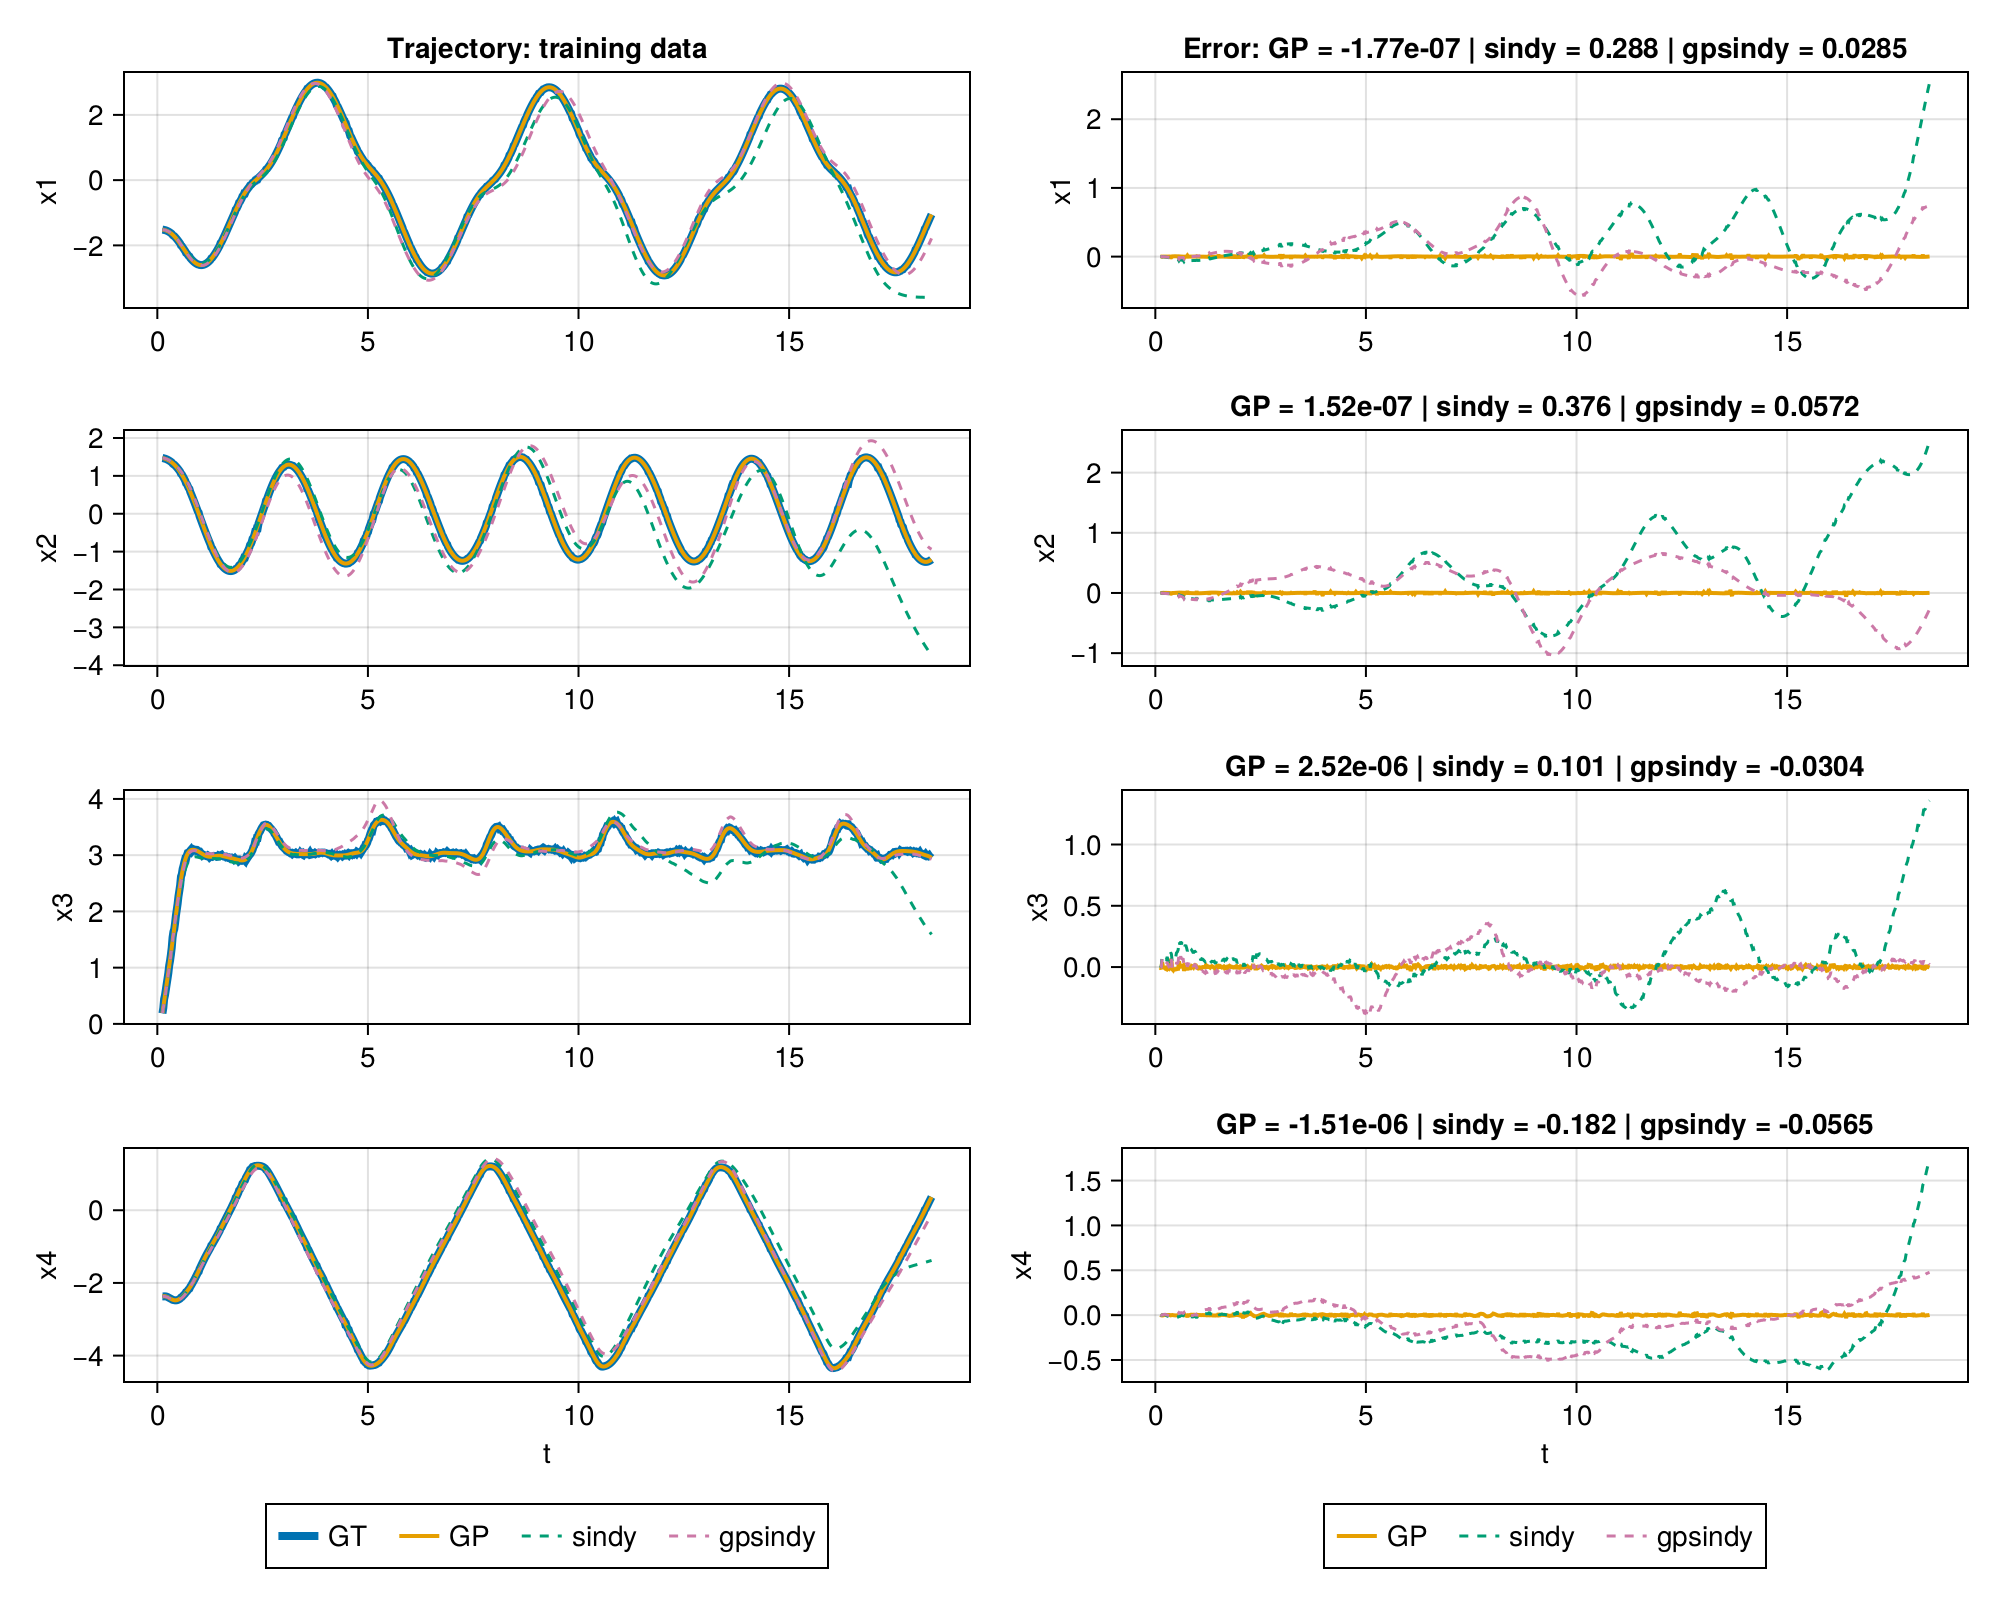 Trajectory: training data
x1
2
0
−2
0 5 10 15
Error: GP = -1.77e-07 | sindy = 0.288 | gpsindy = 0.0285
x1
2
1
0
0 5 10 15
x2
2
1
0
−1
−2
−3
−4
0 5 10 15
GP = 1.52e-07 | sindy = 0.376 | gpsindy = 0.0572
x2
2
1
0
−1
0 5 10 15
x3
4
3
2
1
0
0 5 10 15
GP = 2.52e-06 | sindy = 0.101 | gpsindy = -0.0304
x3
1.0
0.5
0.0
0 5 10 15
x4
0
−2
−4
0 5 10 15
t
GP = -1.51e-06 | sindy = -0.182 | gpsindy = -0.0565
x4
1.5
1.0
0.5
0.0
−0.5
0 5 10 15
t
GT GP sindy gpsindy
GP sindy gpsindy